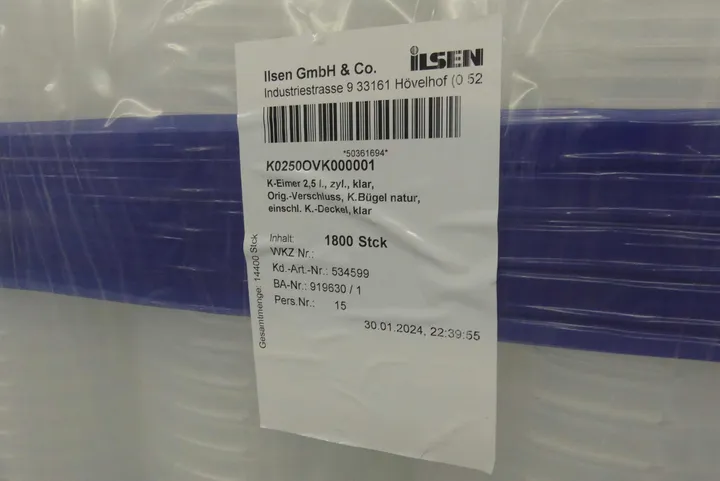 ILSEN
Ilsen GmbH & Co.
Industriestrasse 9 33161 Hövelhof (0 52
*50361694*
K0250OVK000001
K-Eimer 2,5 l., zyl., klar,
Orig.-Verschluss, K.Bügel natur,
einschl. K.-Deckel, klar
Inhalt: 1800 Stck
WKZ Nr.:
Kd.-Art.-Nr.: 534599
BA-Nr.: 919630 / 1
Pers.Nr.: 15
30.01.2024, 22:39:55
Gesamtmenge: 14400 Stck